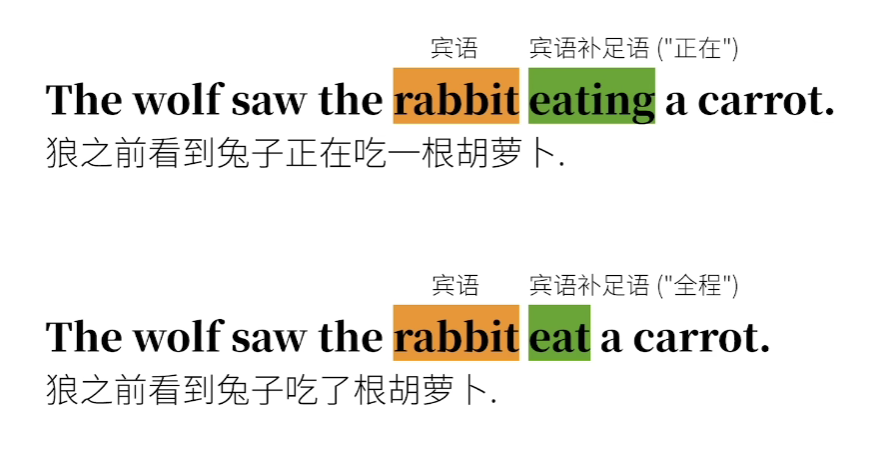 宾语 宾语补足语 ("正在")
The wolf saw the rabbit eating a carrot.
狼之前看到兔子正在吃一根胡萝卜.
宾语 宾语补足语 ("全程")
The wolf saw the rabbit eat a carrot.
狼之前看到兔子吃了根胡萝卜.